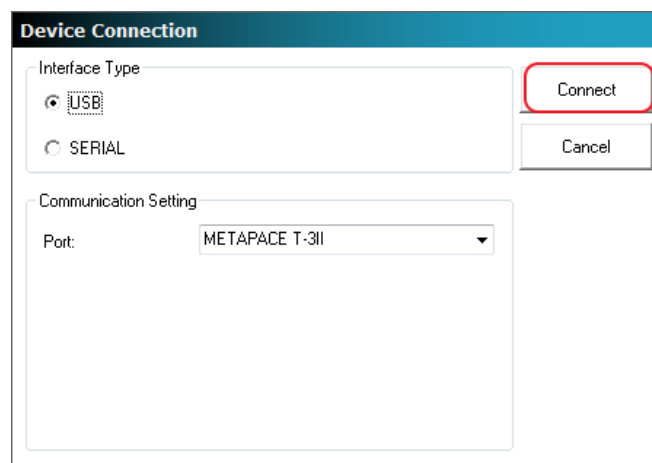 Device Connection
Interface Type
USB
SERIAL
Connect
Cancel
Communication Setting
Port:
METAPACE T-3II